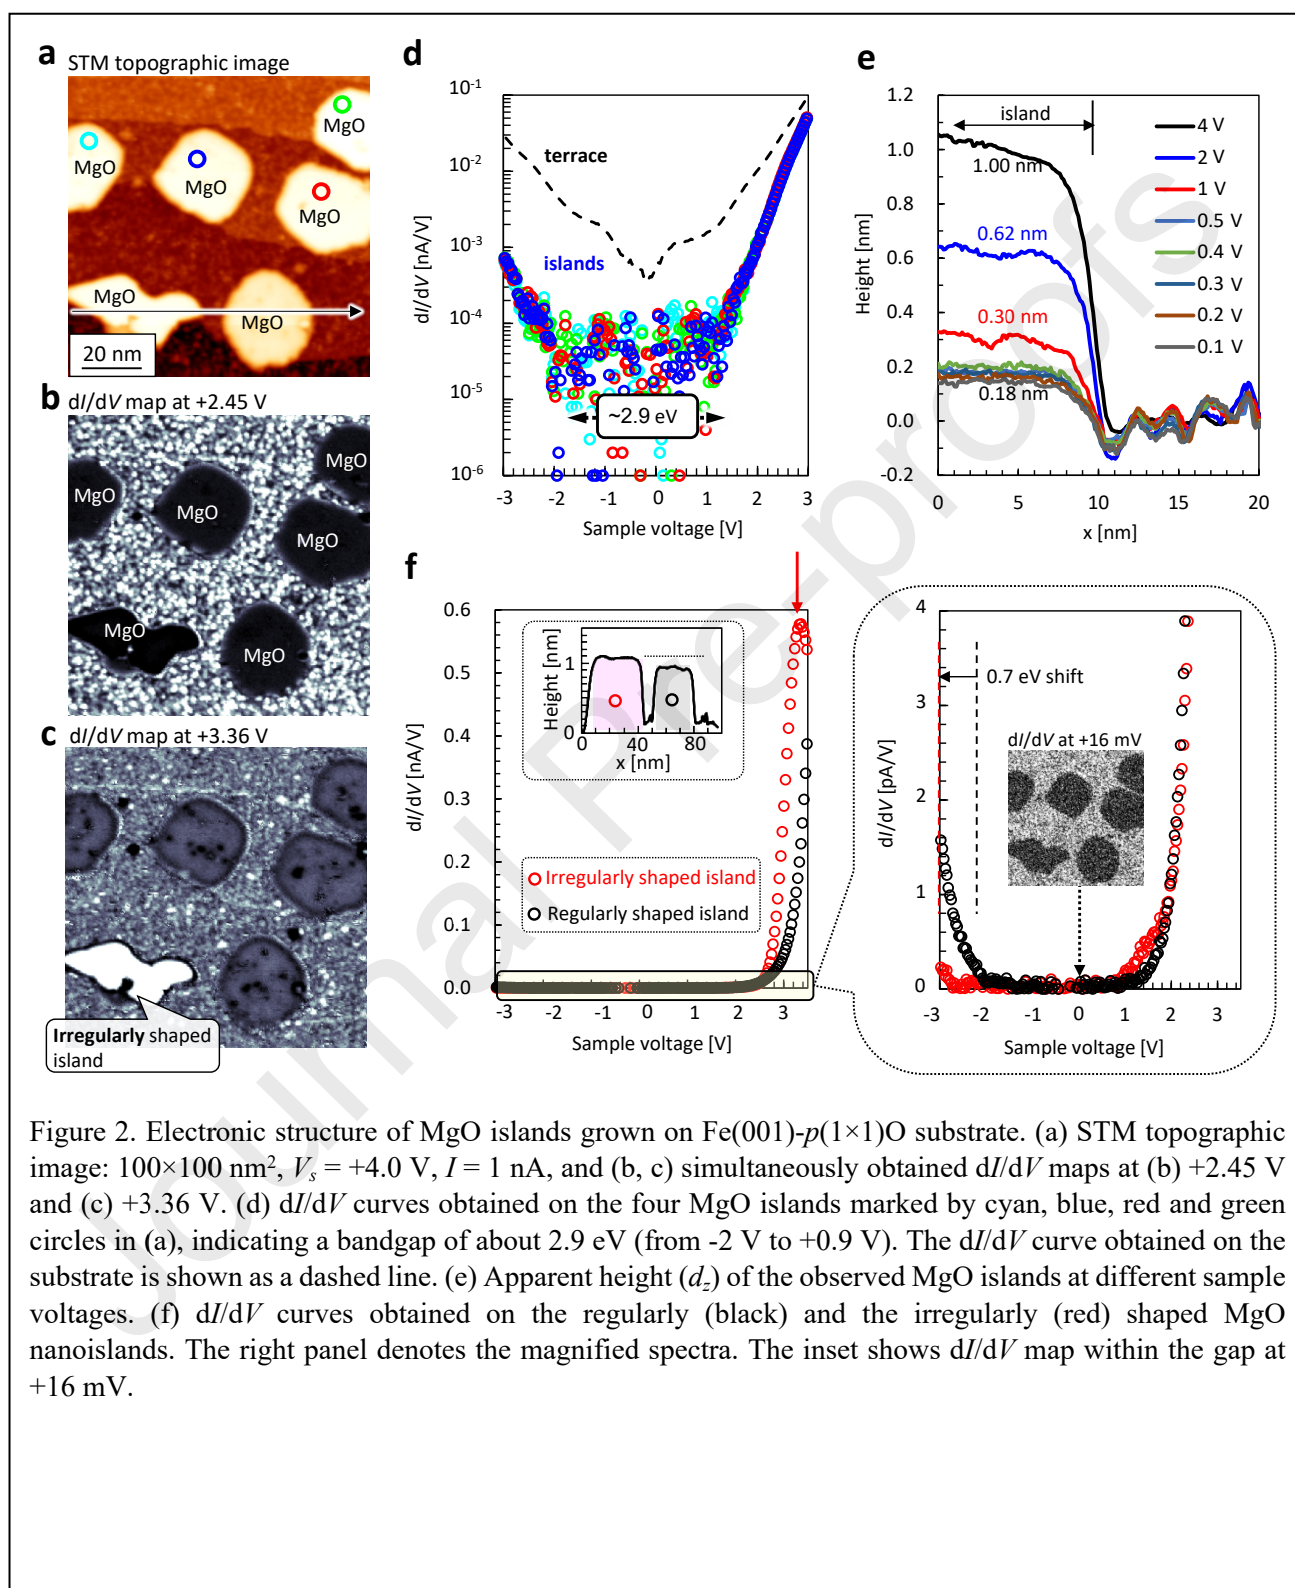 a
STM topographic image
MgO
MgO
MgO
MgO
MgO
MgO
20 nm
b
dI/dV map at +2.45 V
MgO
MgO
MgO
MgO
MgO
MgO
c
dI/dV map at +3.36 V
Irregularly shaped
island
d
10-1
10-2
10-3
10-4
10-5
10-6
dI/dV [nA/V]
terrace
islands
~2.9 eV
-3 -2 -1 0 1 2 3
Sample voltage [V]
e
1.2
1.0
0.8
0.6
0.4
0.2
0.0
-0.2
Height [nm]
island
1.00 nm
0.62 nm
0.30 nm
0.18 nm
4 V
2 V
1 V
0.5 V
0.4 V
0.3 V
0.2 V
0.1 V
0 5 10 15 20
x [nm]
f
0.6
0.5
0.4
0.3
0.2
0.1
0.0
dI/dV [nA/V]
Height [nm]
1
0
0 40 80
x [nm]
Irregularly shaped island
Regularly shaped island
-3 -2 -1 0 1 2 3
Sample voltage [V]
4
3
2
1
0
dI/dV [pA/V]
0.7 eV shift
dI/dV at +16 mV
-3 -2 -1 0 1 2 3
Sample voltage [V]
Journal Pre-proofs
Figure 2. Electronic structure of MgO islands grown on Fe(001)-p(1×1)O substrate. (a) STM topographic
image: 100×100 nm², Vs = +4.0 V, I = 1 nA, and (b, c) simultaneously obtained dI/dV maps at (b) +2.45 V
and (c) +3.36 V. (d) dI/dV curves obtained on the four MgO islands marked by cyan, blue, red and green
circles in (a), indicating a bandgap of about 2.9 eV (from -2 V to +0.9 V). The dI/dV curve obtained on the
substrate is shown as a dashed line. (e) Apparent height (dz) of the observed MgO islands at different sample
voltages. (f) dI/dV curves obtained on the regularly (black) and the irregularly (red) shaped MgO
nanoislands. The right panel denotes the magnified spectra. The inset shows dI/dV map within the gap at
+16 mV.